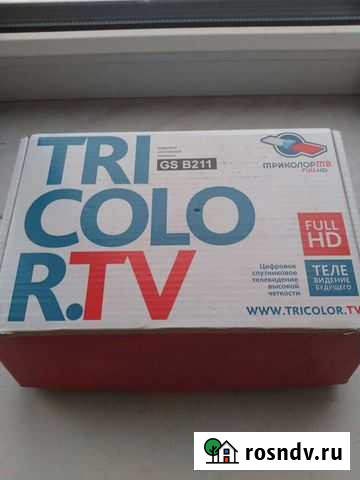 TRI
COLO
R.TV
GS B211
ТРИКОЛОРТВ
FULL HD
FULL
HD
Цифровое
спутниковое
телевидение
высокой
четкости
ТЕЛЕ
ВИДЕНИЕ
БУДУЩЕГО
WWW.TRICOLOR.TV
rosndv.ru